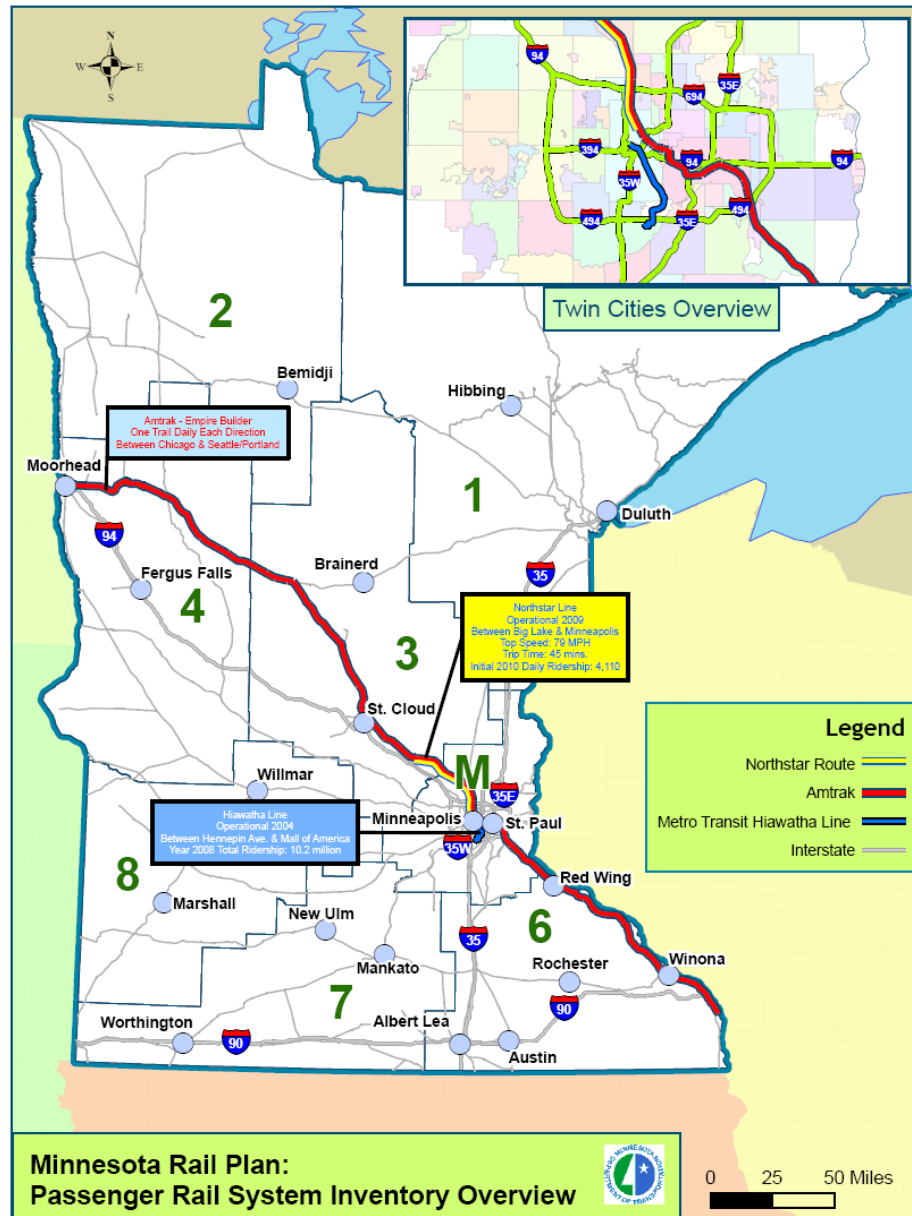 N
W E
S
94
35E
694
394
94
94
35W
494
494
35E
Twin Cities Overview
2
Bemidji
Hibbing
Amtrak - Empire Builder
One Trail Daily Each Direction
Between Chicago & Seattle/Portland
Moorhead
1
Duluth
94
35
Brainerd
Fergus Falls
4
Northstar Line
Operational 2009
Between Big Lake & Minneapolis
Top Speed: 79 MPH
Trip Time: 45 mins.
Initial 2010 Daily Ridership: 4,110
3
St. Cloud
Legend
Northstar Route
Amtrak
Metro Transit Hiawatha Line
Interstate
M
Willmar
35E
Hiawatha Line
Operational 2004
Between Hennepin Ave. & Mall of America
Year 2008 Total Ridership: 10.2 million
Minneapolis
St. Paul
35W
8
Red Wing
Marshall
New Ulm
6
35
Mankato
Rochester
Winona
7
90
Worthington
Albert Lea
90
Austin
Minnesota Rail Plan:
Passenger Rail System Inventory Overview
MINNESOTA DEPARTMENT OF TRANSPORTATION
0 25 50 Miles